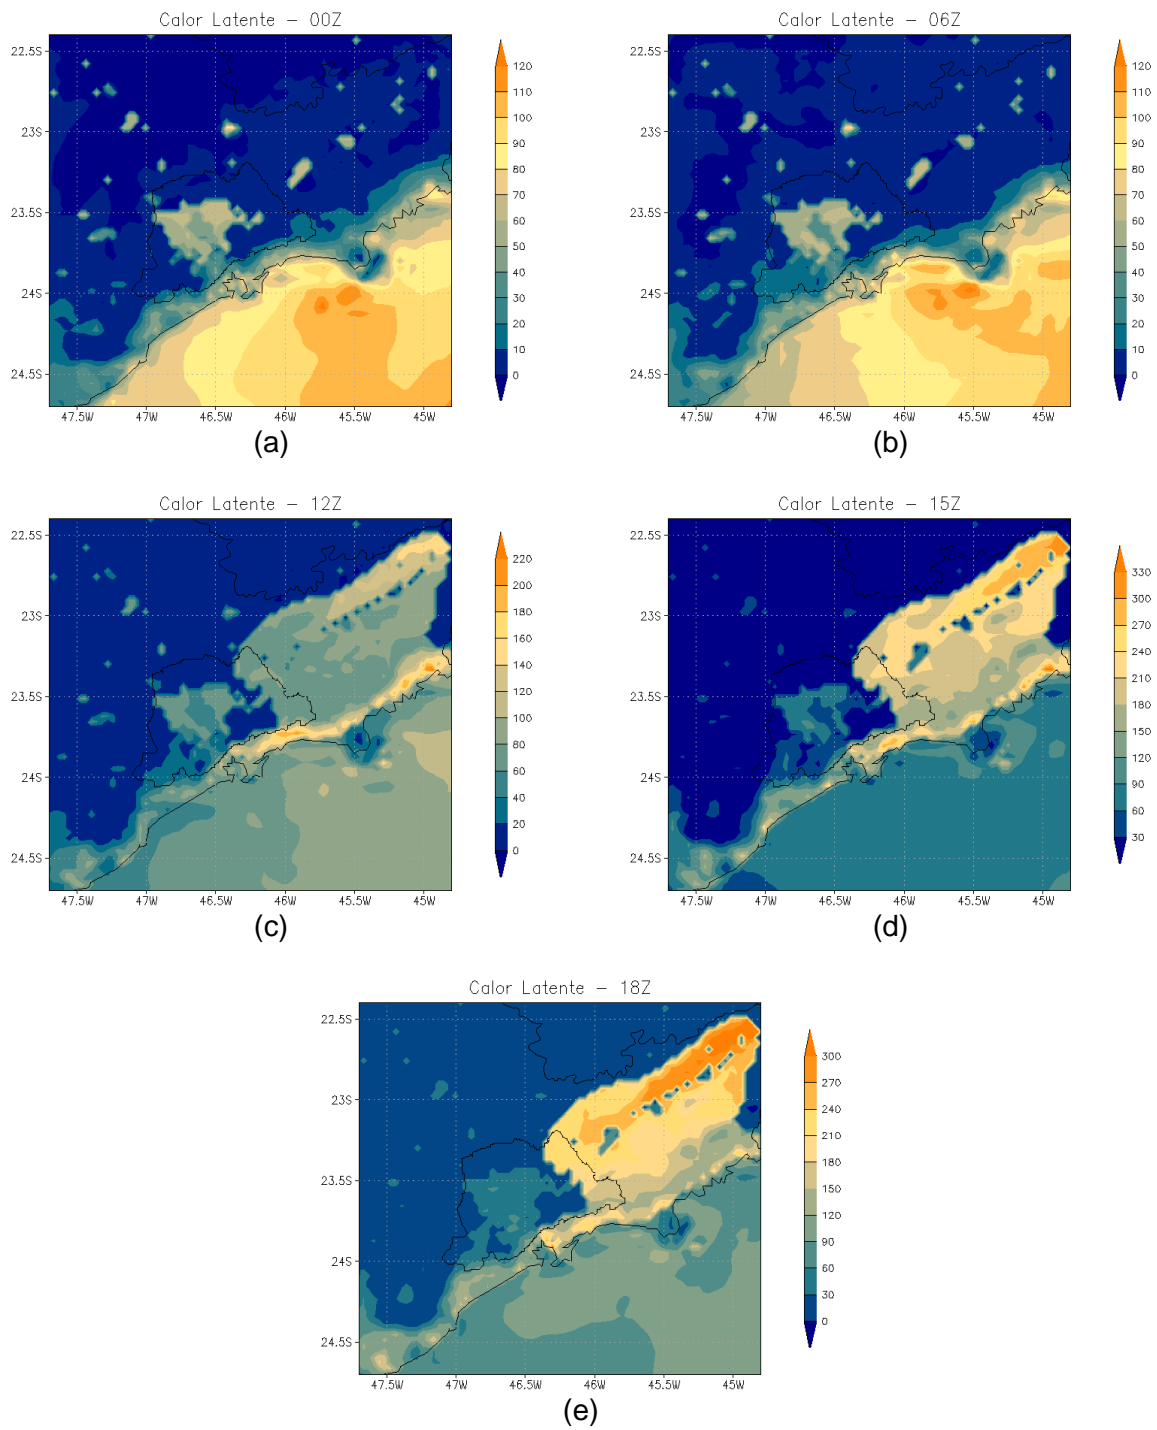 Calor Latente – 00Z
22.5S
23S
23.5S
24S
24.5S
47.5W 47W 46.5W 46W 45.5W 45W
120
110
100
90
80
70
60
50
40
30
20
10
0
(a)
Calor Latente – 06Z
22.5S
23S
23.5S
24S
24.5S
47.5W 47W 46.5W 46W 45.5W 45W
120
110
100
90
80
70
60
50
40
30
20
10
0
(b)
Calor Latente – 12Z
22.5S
23S
23.5S
24S
24.5S
47.5W 47W 46.5W 46W 45.5W 45W
220
200
180
160
140
120
100
80
60
40
20
0
(c)
Calor Latente – 15Z
22.5S
23S
23.5S
24S
24.5S
47.5W 47W 46.5W 46W 45.5W 45W
330
300
270
240
210
180
150
120
90
60
30
(d)
Calor Latente – 18Z
22.5S
23S
23.5S
24S
24.5S
47.5W 47W 46.5W 46W 45.5W 45W
300
270
240
210
180
150
120
90
60
30
0
(e)